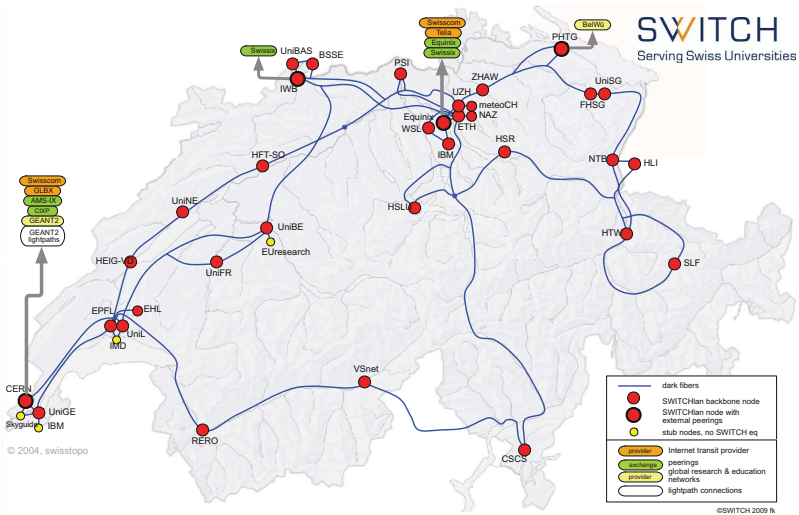 SWITCH
Serving Swiss Universities
Swisscom
Telia
Equinix
Swissix
BelWü
PHTG
Swissix
UniBAS
BSSE
IWB
PSI
ZHAW
UZH
meteoCH
NAZ
ETH
Equinix
WSL
IBM
UniSG
FHSG
HSR
NTB
HLI
HFT-SO
HSLU
UniNE
UniBE
EUresearch
HTW
SLF
Swisscom
GLBX
AMS-IX
CIXP
GEANT2
GEANT2
lightpaths
HEIG-VD
UniFR
EPFL
EHL
UniL
IMD
VSnet
CERN
UniGE
Skyguide
IBM
RERO
CSCS
© 2004, swisstopo
dark fibers
SWITCHlan backbone node
SWITCHlan node with
external peerings
stub nodes, no SWITCH eq
provider
Internet transit provider
exchange
peerings
provider
global research & education
networks
lightpath connections
©SWITCH 2009 fk